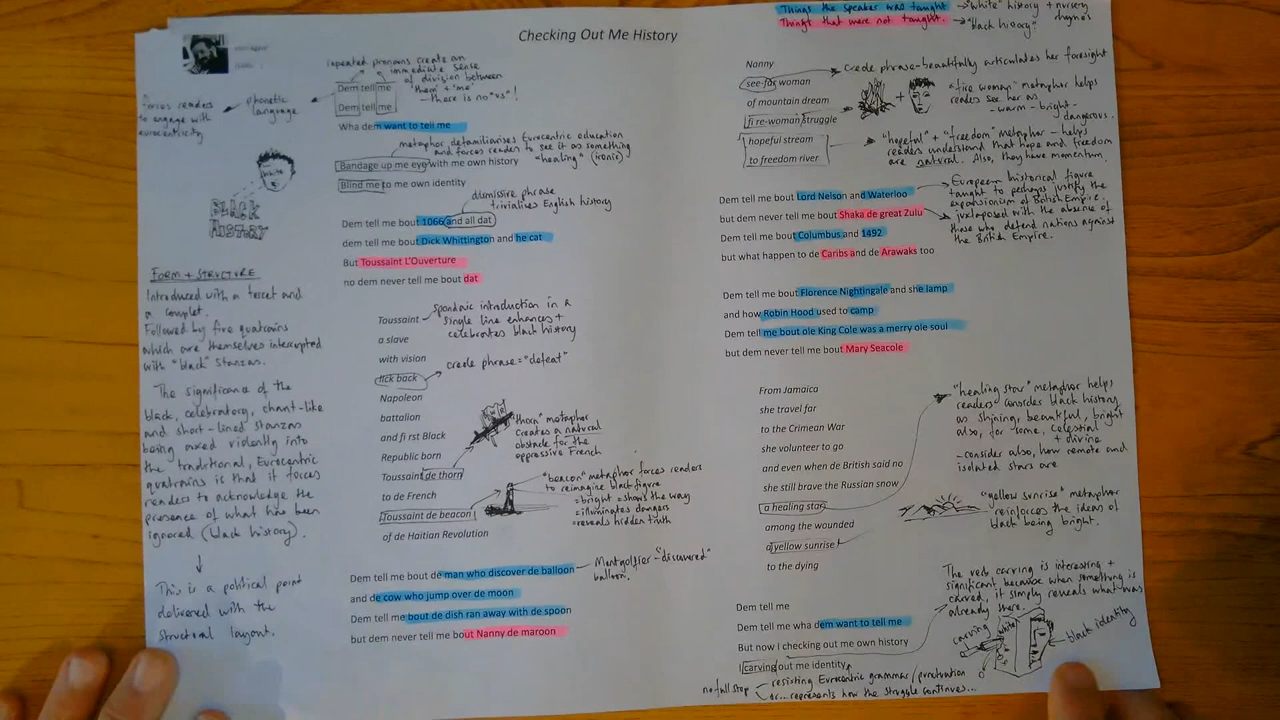 Things the speaker was taught → "white" history + nursery rhymes
Things that were not taught. → "black history"
Checking Out Me History
repeated pronouns create an
immediate sense
of division between
"them" + "me"
- there is no "us"!
forces readers
to engage with
eurocentricity
phonetic
language
Dem tell me
Dem tell me
Wha dem want to tell me
metaphor defamiliarises Eurocentric education
and forces readers to see it as something
"healing" (ironic)
Bandage up me eye with me own history
Blind me to me own identity
white
BLACK
HISTORY
dismissive phrase
trivialises English history
Dem tell me bout 1066 and all dat
dem tell me bout Dick Whittington and he cat
But Toussaint L'Ouverture
no dem never tell me bout dat
FORM + STRUCTURE
Introduced with a tercet and
a couplet.
Followed by five quatrains
which are themselves interrupted
with "black" stanzas.
The significance of the
black, celebratory, chant-like
and short-lined stanzas
being axed violently into
the traditional, Eurocentric
quatrains is that it forces
readers to acknowledge the
presence of what has been
ignored (black history).
This is a political point
delivered with the
structural layout.
Toussaint
spondaic introduction in a
single line enhances +
celebrates black history
a slave
with vision
lick back
creole phrase = "defeat"
Napoleon
battalion
and fi rst Black
Republic born
Toussaint de thorn
"thorn" metaphor
creates a natural
obstacle for the
oppressive French
to de French
Toussaint de beacon
of de Haitian Revolution
"beacon" metaphor forces readers
to reimagine black figure
= bright = shows the way
= illuminates dangers
= reveals hidden truth
Dem tell me bout de man who discover de balloon
Montgolfier - "discovered"
balloon.
and de cow who jump over de moon
Dem tell me bout de dish ran away with de spoon
but dem never tell me bout Nanny de maroon
Nanny
see-far woman
creole phrase - beautifully articulates her foresight
of mountain dream
fi re-woman struggle
"fire woman" metaphor helps
readers see her as
- warm - bright -
dangerous.
hopeful stream
to freedom river
"hopeful" + "freedom" metaphor - helps
readers understand that hope and freedom
are natural. Also, they have momentum.
Dem tell me bout Lord Nelson and Waterloo
but dem never tell me bout Shaka de great Zulu
Dem tell me bout Columbus and 1492
but what happen to de Caribs and de Arawaks too
European historical figure
taught to perhaps justify the
expansionism of British Empire.
juxtaposed with the absence of
those who defend nations against
the British Empire.
Dem tell me bout Florence Nightingale and she lamp
and how Robin Hood used to camp
Dem tell me bout ole King Cole was a merry ole soul
but dem never tell me bout Mary Seacole
From Jamaica
she travel far
to the Crimean War
she volunteer to go
and even when de British said no
she still brave the Russian snow
a healing star
among the wounded
a yellow sunrise
to the dying
"healing star" metaphor helps
readers consider black history
as shining, beautiful, bright
also, for some, celestial
+ divine
- consider also, how remote and
isolated stars are.
"yellow sunrise" metaphor
reinforces the ideas of
black being bright.
Dem tell me
Dem tell me wha dem want to tell me
But now I checking out me own history
I carving out me identity
The verb carving is interesting +
significant because when something is
carved, it simply reveals what was
already there.
carving
white
black identity
no full stop
resisting Eurocentric grammar/punctuation
or... represents how the struggle continues...